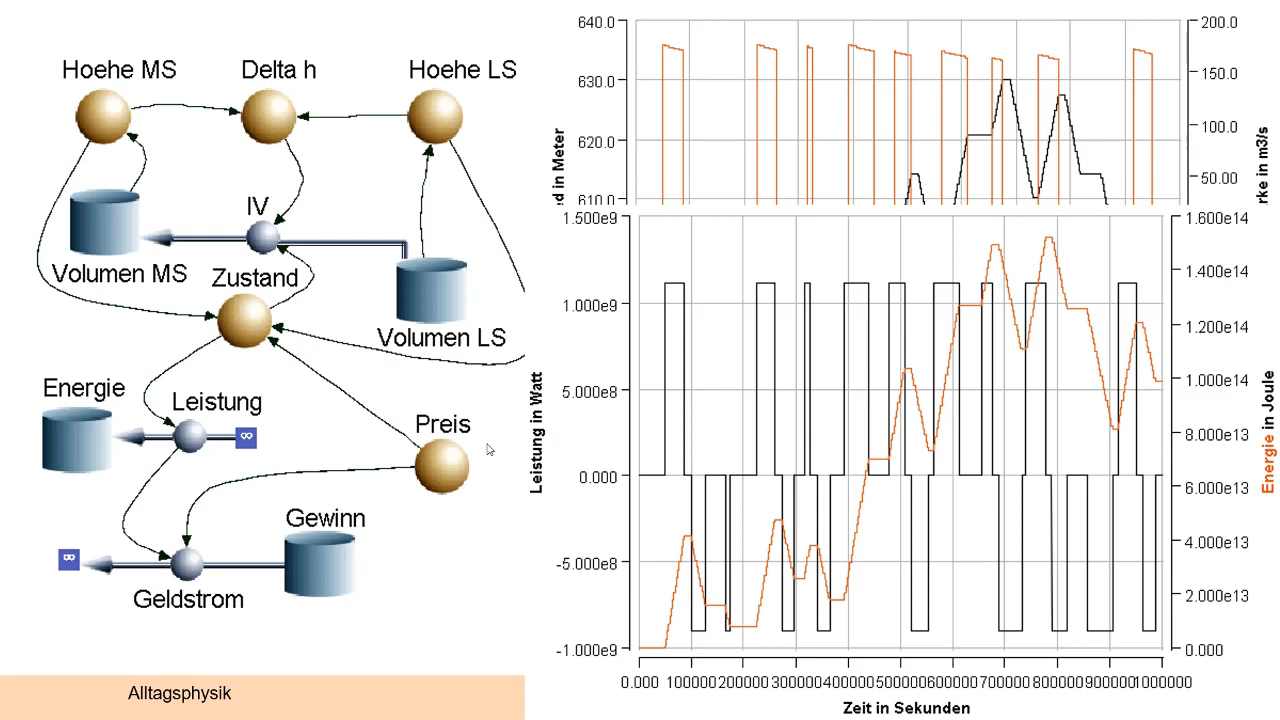 Hoehe MS
Delta h
Hoehe LS
IV
Volumen MS
Zustand
Volumen LS
Energie
Leistung
∞
Preis
Gewinn
∞
Geldstrom
Alltagsphysik
640.0
630.0
620.0
610.0
d in Meter
200.0
150.0
100.0
50.00
rke in m3/s
1.500e9
1.000e9
5.000e8
0.000
-5.000e8
-1.000e9
Leistung in Watt
1.600e14
1.400e14
1.200e14
1.000e14
8.000e13
6.000e13
4.000e13
2.000e13
0.000
Energie in Joule
0.000 100000 200000 300000 400000 500000 600000 700000 800000 900000 1000000
Zeit in Sekunden